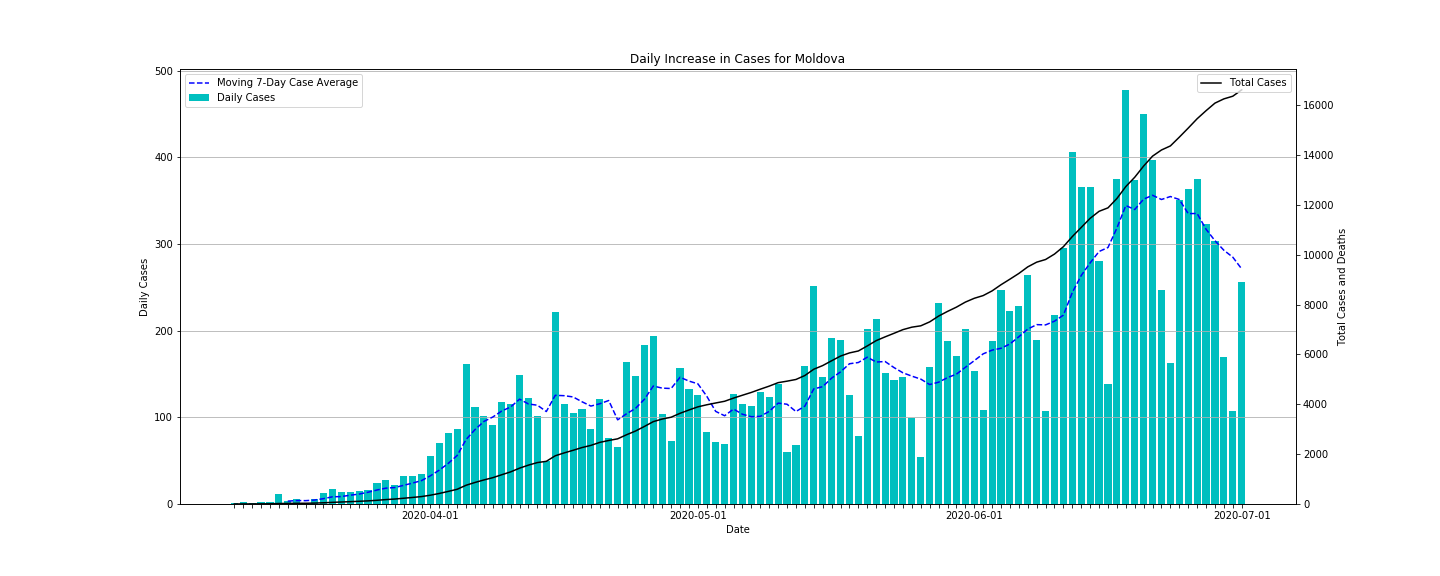 Daily Increase in Cases for Moldova
Moving 7-Day Case Average
Daily Cases
Total Cases
500
400
300
200
100
0
Daily Cases
16000
14000
12000
10000
8000
6000
4000
2000
0
Total Cases and Deaths
2020-04-01
2020-05-01
2020-06-01
2020-07-01
Date